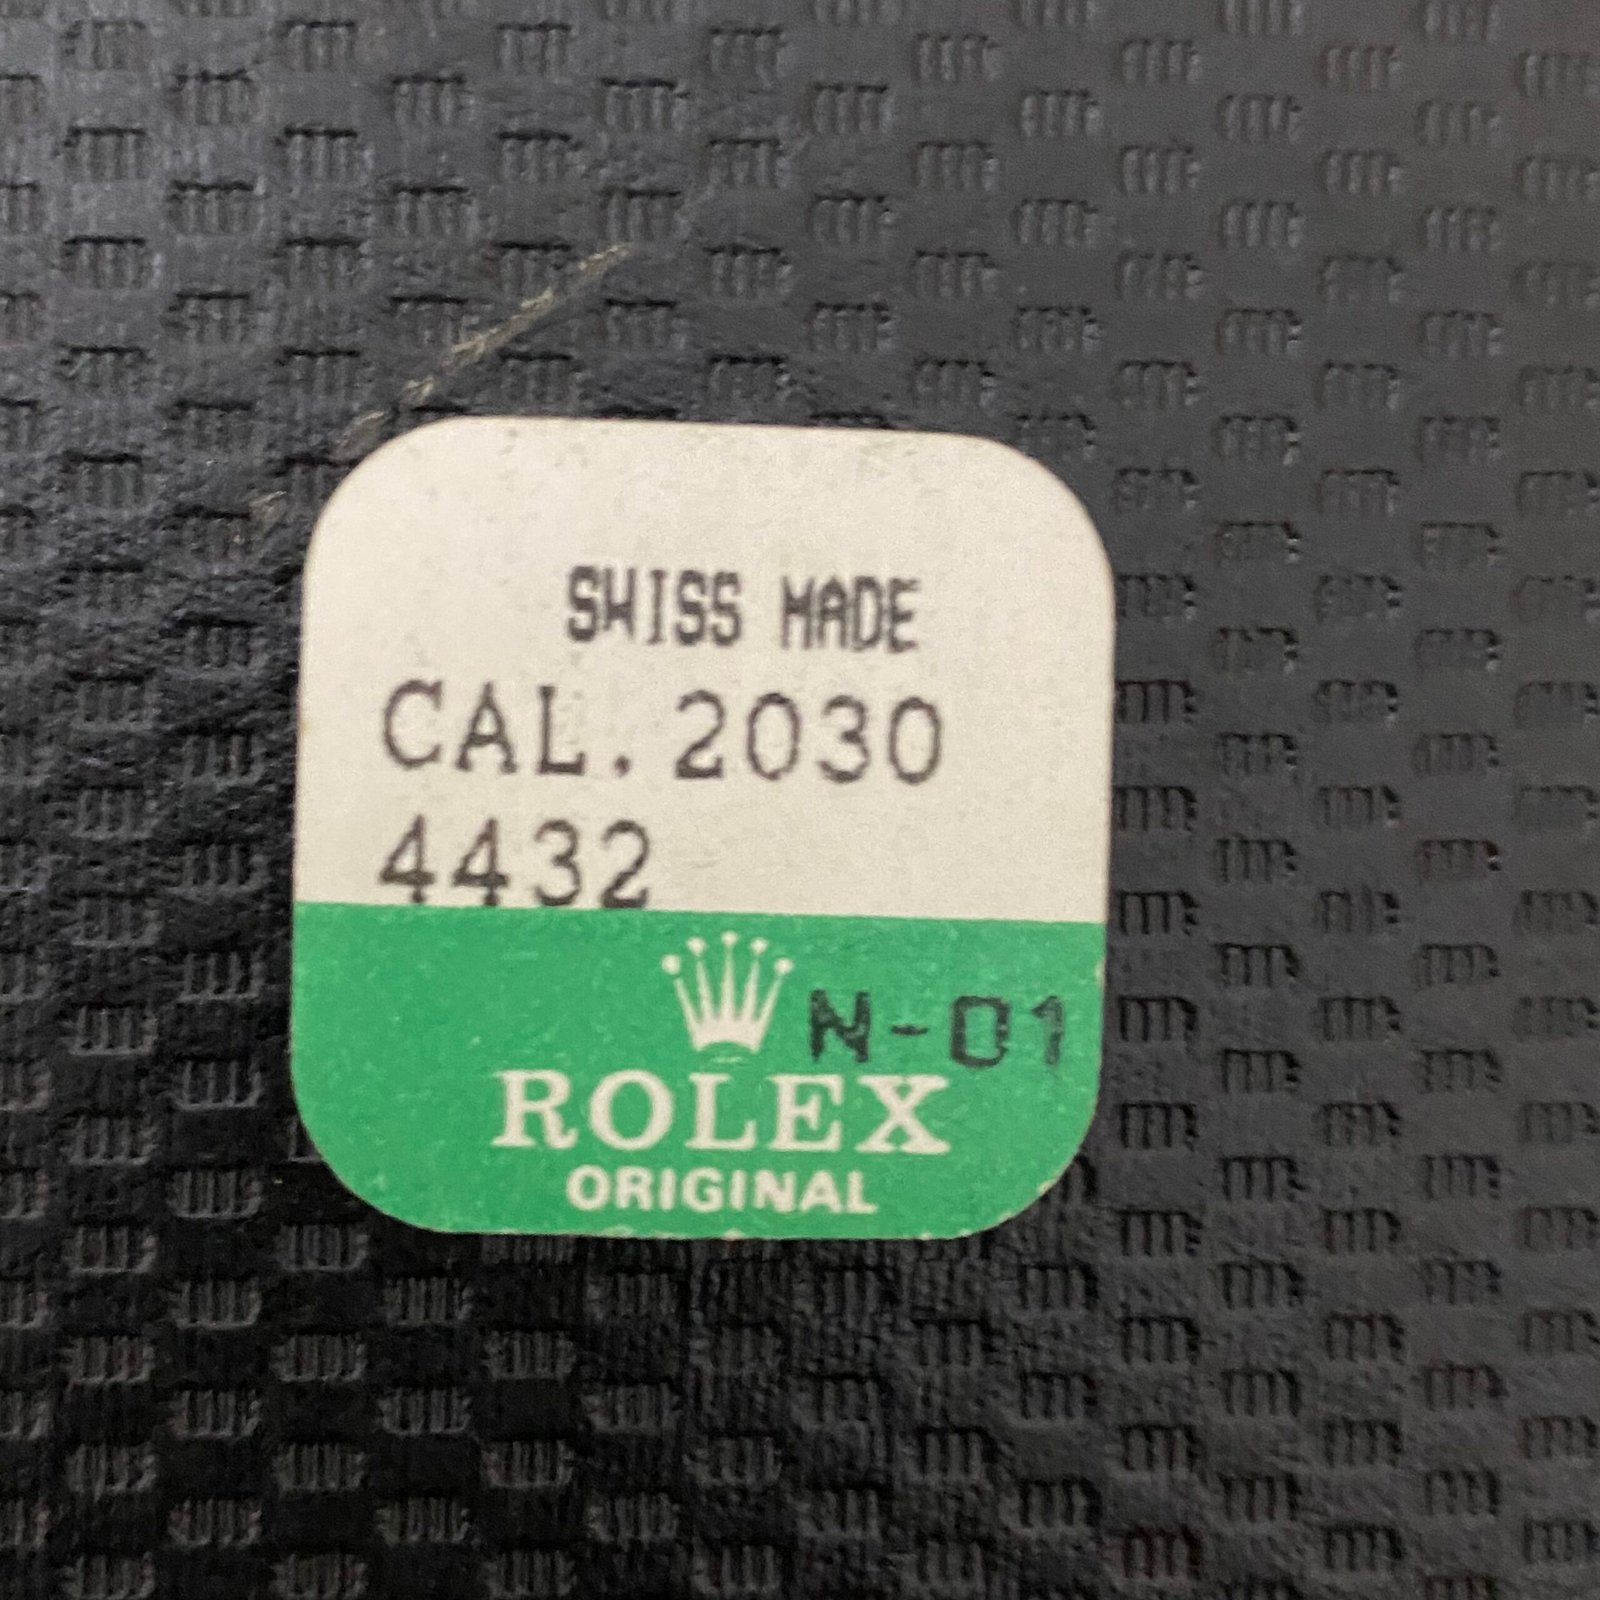 SWISS MADE
CAL. 2030
4432
N-01
ROLEX
ORIGINAL